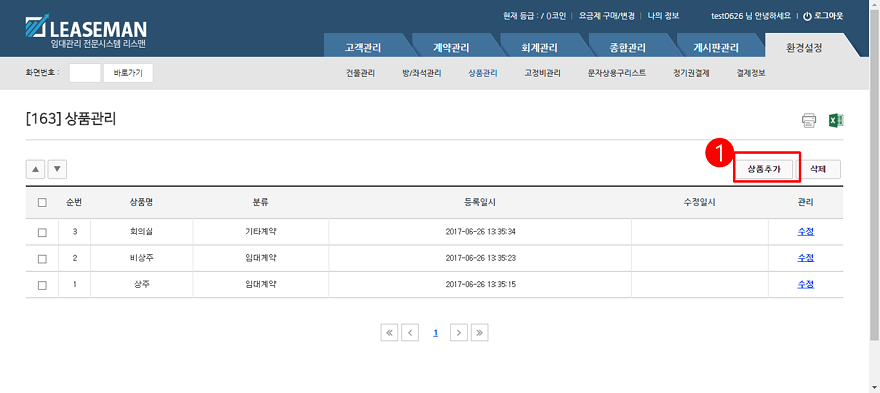 현재 등급 : / ()코인 | 요금제 구매/변경 | 나의 정보 test0626 님 안녕하세요 | 로그아웃
LEASEMAN
임대관리 전문시스템 리스맨
고객관리 계약관리 회계관리 종합관리 게시판관리 환경설정
화면번호 : 바로가기 건물관리 방/좌석관리 상품관리 고정비관리 문자상용구리스트 정기권결제 결제정보
[163] 상품관리
1
▲ ▼ 상품추가 삭제
순번 상품명 분류 등록일시 수정일시 관리
3 회의실 기타계약 2017-06-26 13:35:34 수정
2 비상주 임대계약 2017-06-26 13:35:23 수정
1 상주 임대계약 2017-06-26 13:35:15 수정
« ‹ 1 › »